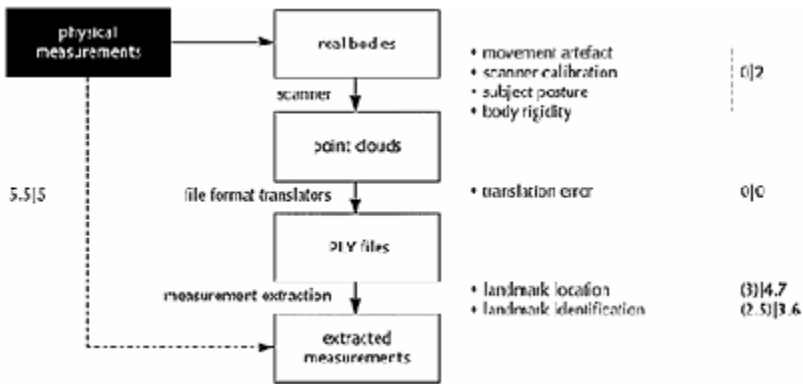 physical
measurements
real bodies
scanner
point clouds
file format translators
PLY files
measurement extraction
extracted
measurements
5.5|5
• movement artefact
• scanner calibration
• subject posture
• body rigidity
0|2
• translation error
0|0
• landmark location
(3)|4.7
• landmark identification
(2.5)|3.6